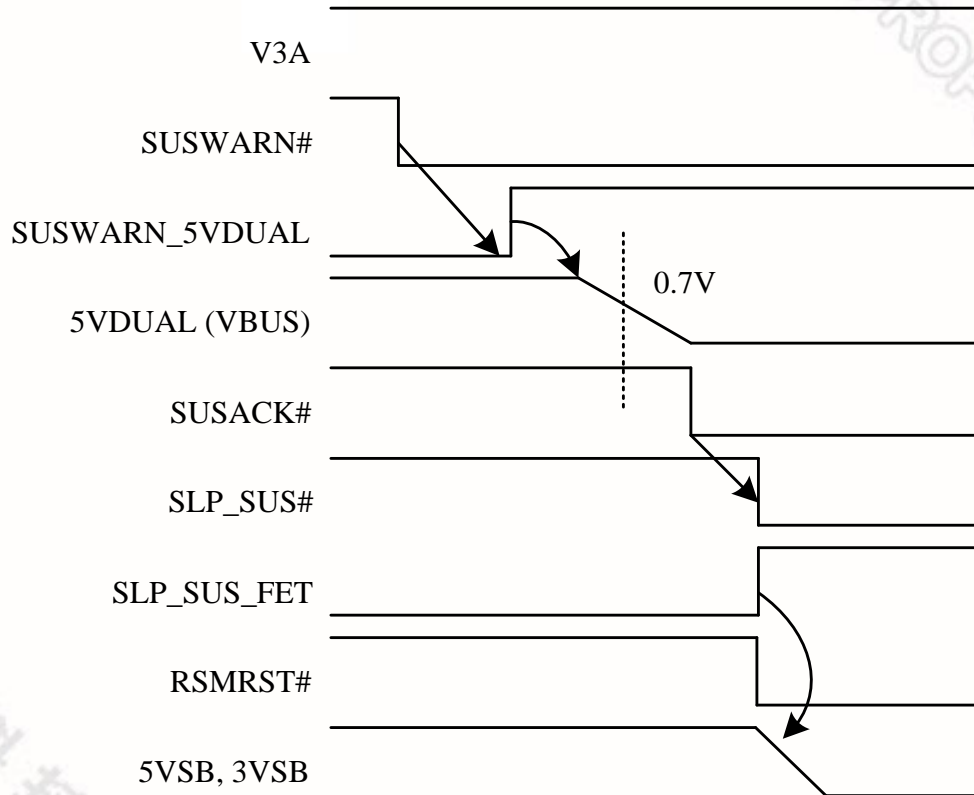 V3A
SUSWARN#
SUSWARN_5VDUAL
0.7V
5VDUAL (VBUS)
SUSACK#
SLP_SUS#
SLP_SUS_FET
RSMRST#
5VSB, 3VSB